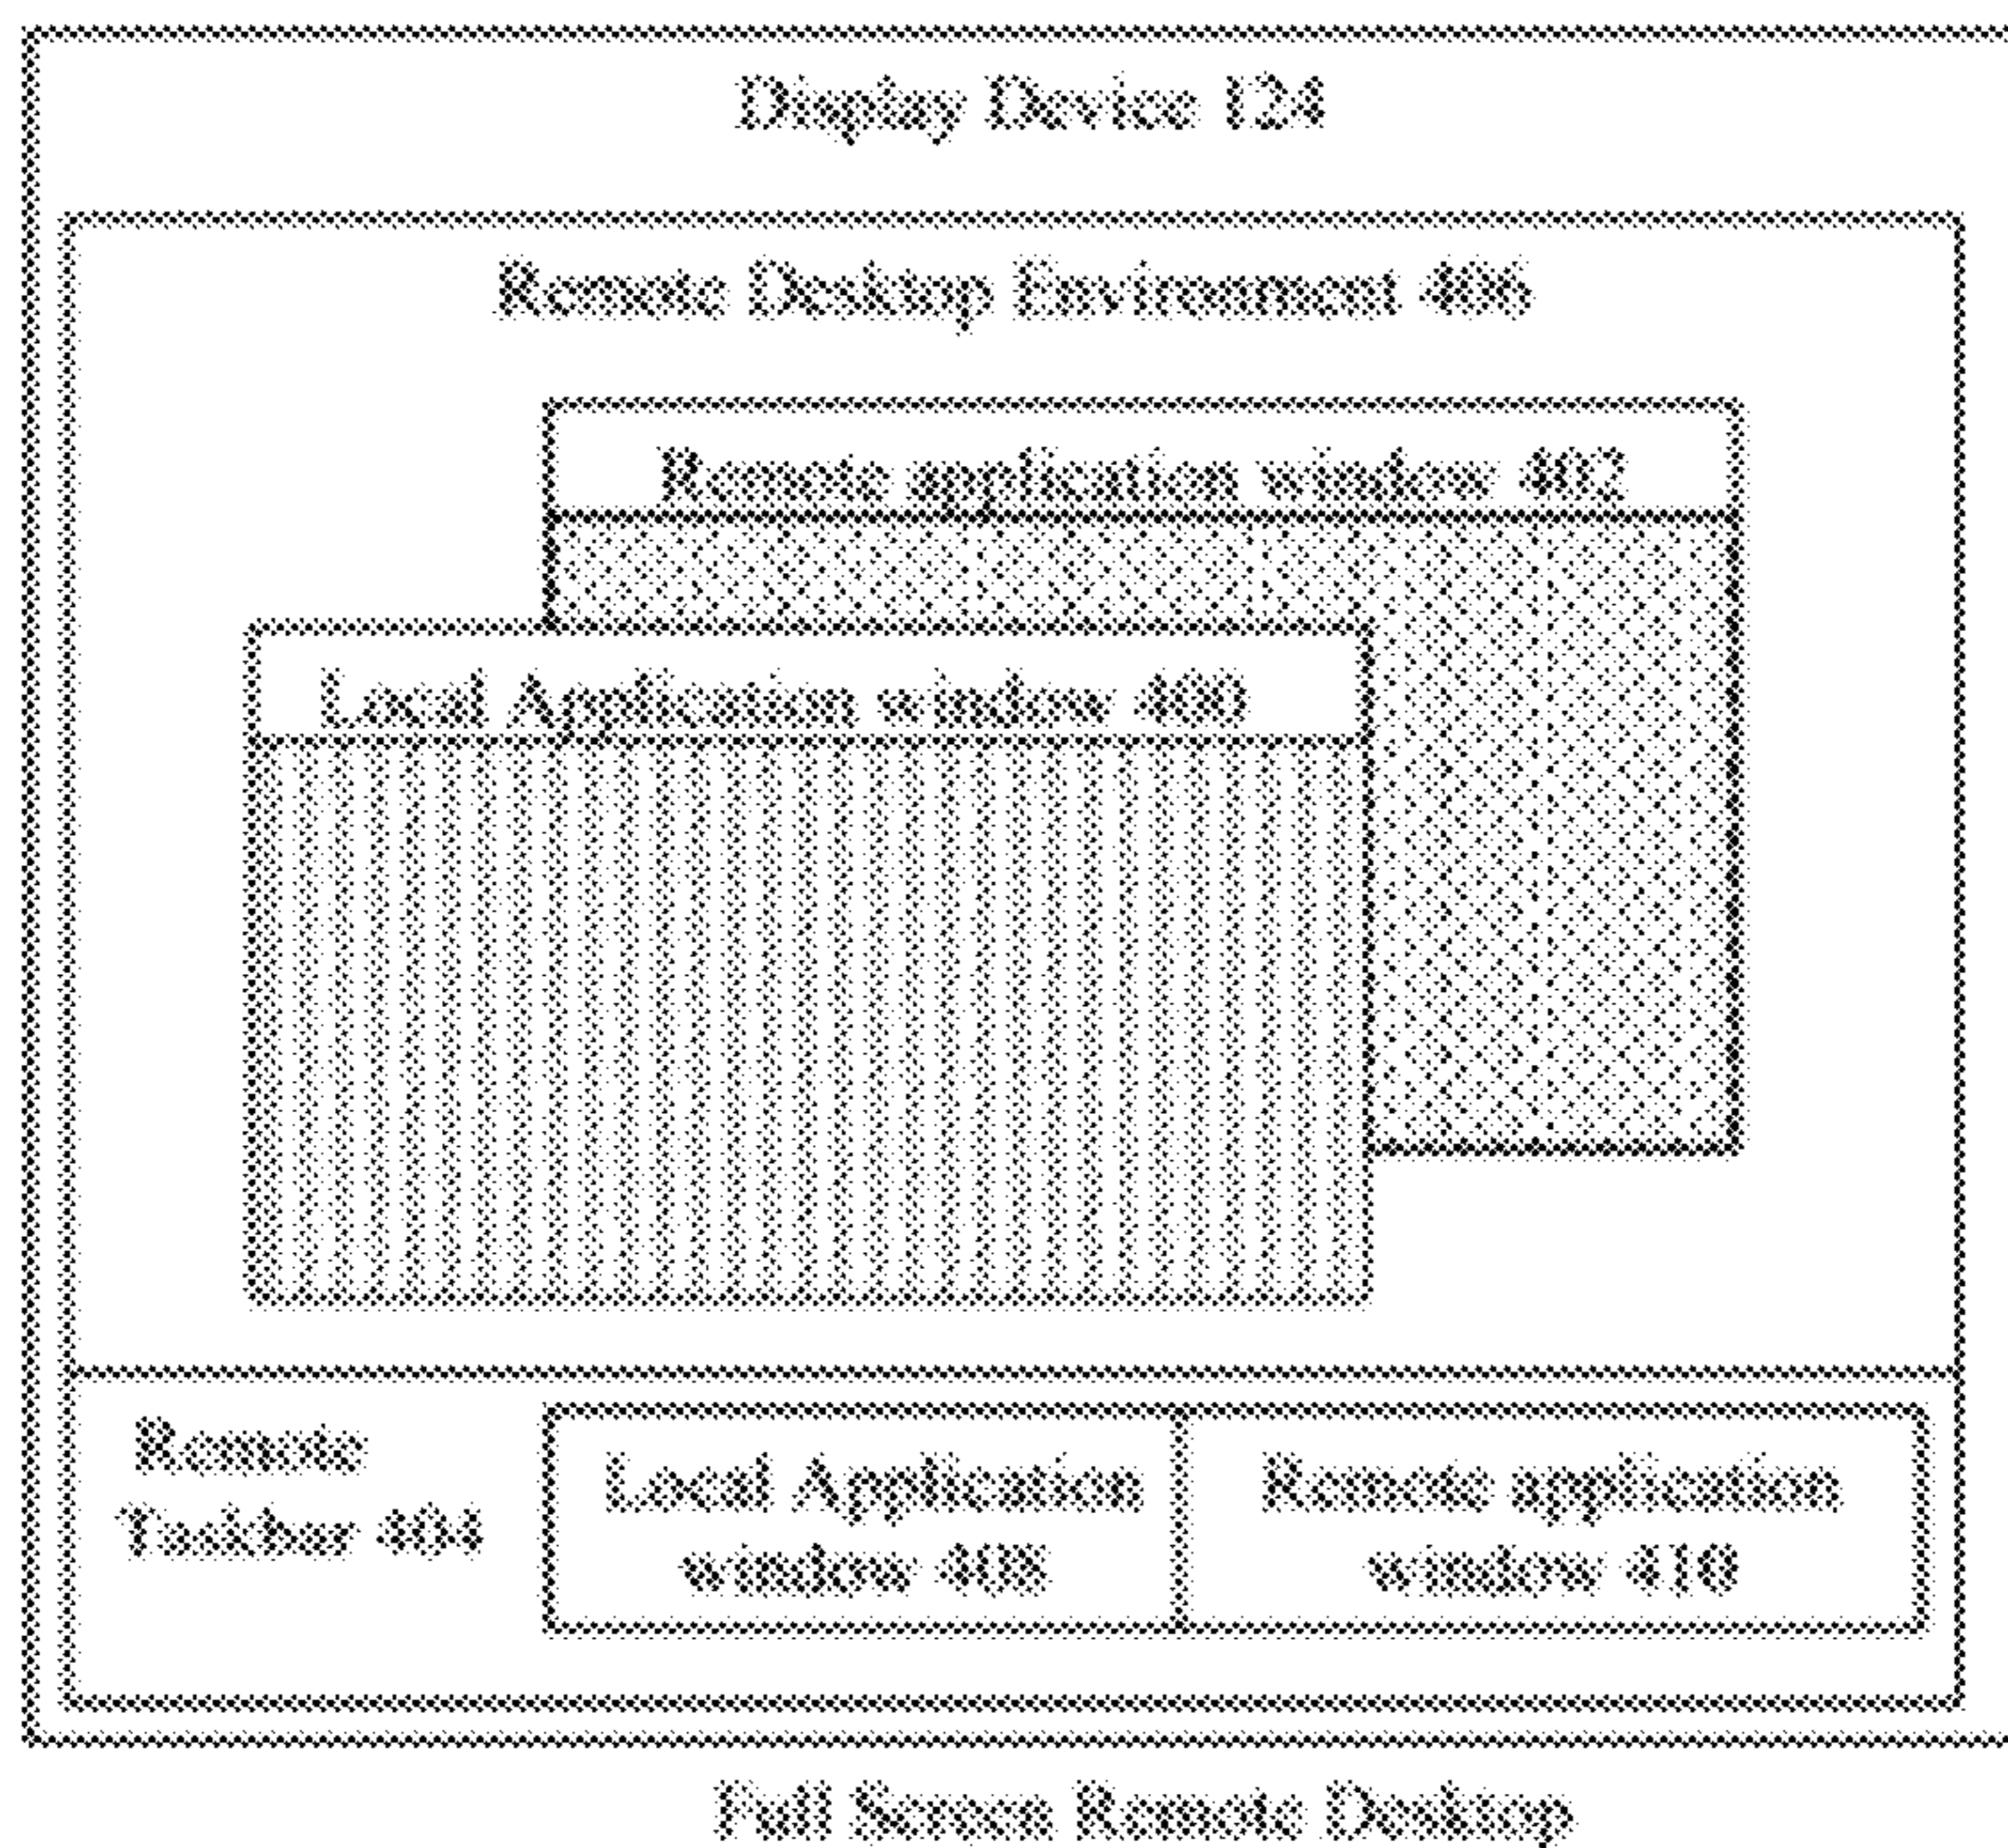 Display Device 124
Remote Desktop Environment 406
Remote application window 402
Local Application window 400
Remote
Taskbar 404
Local Application
window 408
Remote application
window 410
Full Screen Remote Desktop